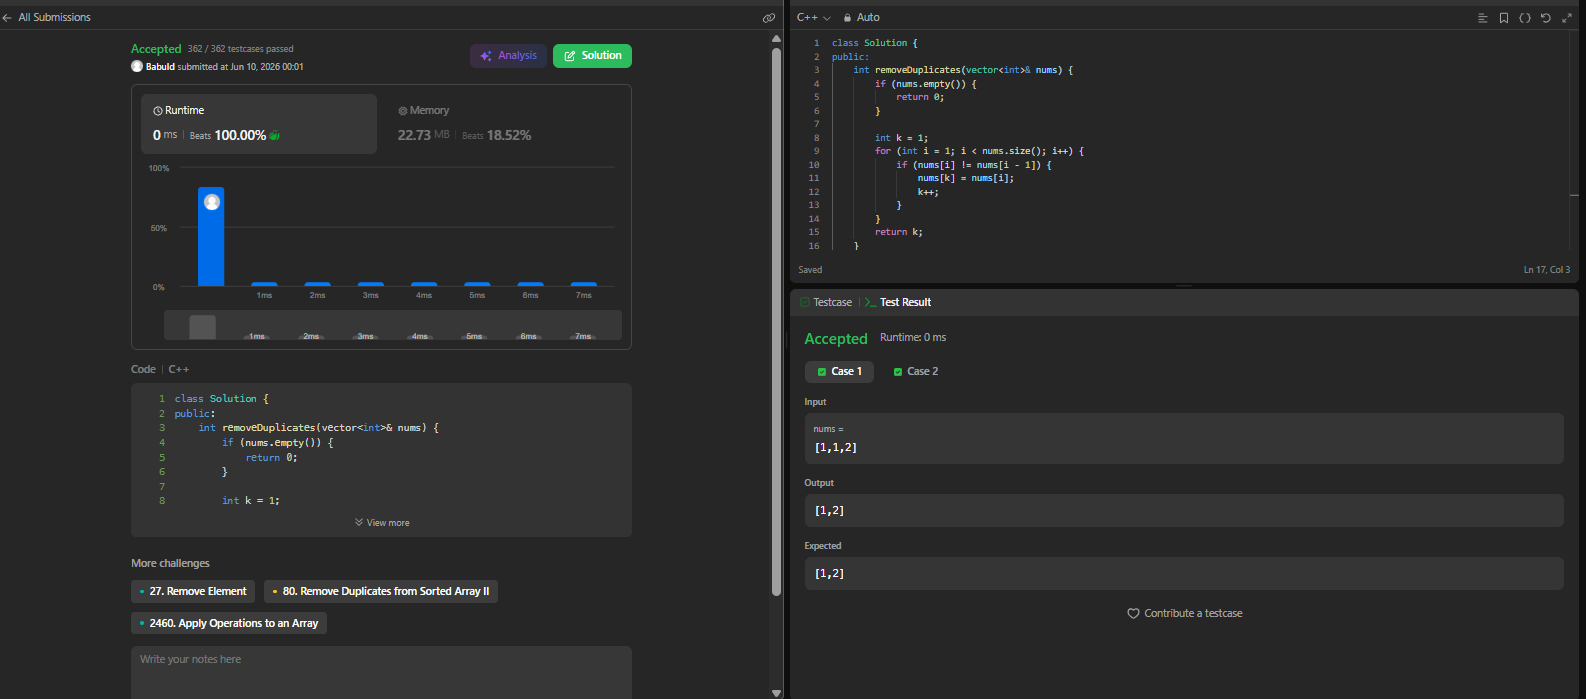 All Submissions
Accepted 362 / 362 testcases passed
Babuld submitted at Jun 10, 2026 00:01
Analysis
Solution
Runtime
0 ms | Beats 100.00%
Memory
22.73 MB | Beats 18.52%
100%
50%
0%
1ms 2ms 3ms 4ms 5ms 6ms 7ms
1ms 2ms 3ms 4ms 5ms 6ms 7ms
Code | C++
1 class Solution {
2 public:
3     int removeDuplicates(vector<int>& nums) {
4         if (nums.empty()) {
5             return 0;
6         }
7
8         int k = 1;
View more
More challenges
27. Remove Element
80. Remove Duplicates from Sorted Array II
2460. Apply Operations to an Array
Write your notes here
C++ Auto
1 class Solution {
2 public:
3     int removeDuplicates(vector<int>& nums) {
4         if (nums.empty()) {
5             return 0;
6         }
7
8         int k = 1;
9         for (int i = 1; i < nums.size(); i++) {
10             if (nums[i] != nums[i - 1]) {
11                 nums[k] = nums[i];
12                 k++;
13             }
14         }
15         return k;
16     }
Saved
Ln 17, Col 3
Testcase | Test Result
Accepted Runtime: 0 ms
Case 1 Case 2
Input
nums =
[1,1,2]
Output
[1,2]
Expected
[1,2]
Contribute a testcase